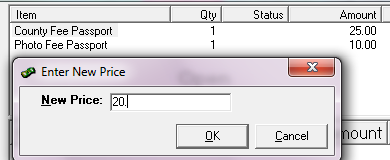 Item Qty Status Amount
County Fee Passport 1 25.00
Photo Fee Passport 1 10.00
Enter New Price
Open
New Price: 20.
OK Cancel
mount